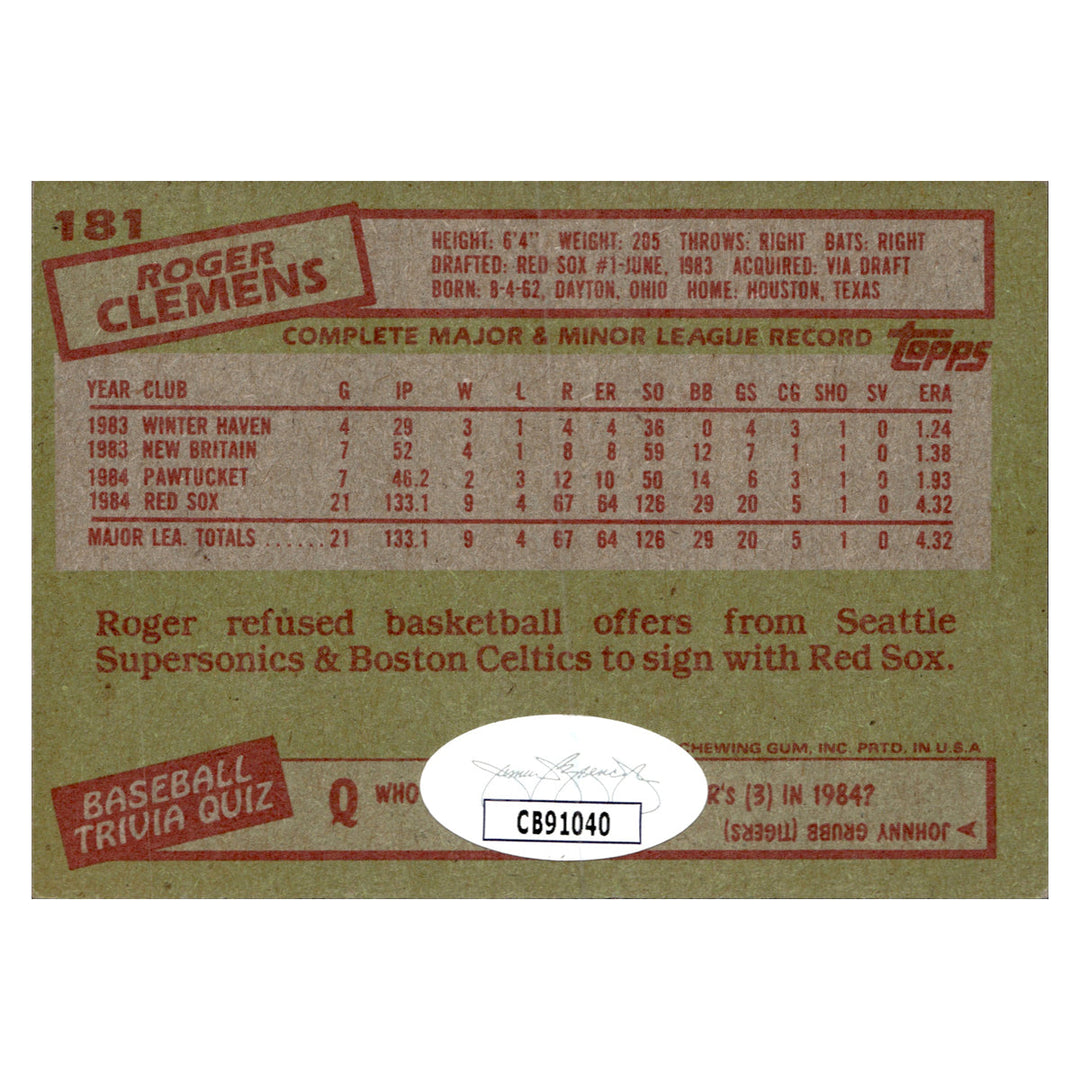 181
ROGER
CLEMENS
HEIGHT: 6'4" WEIGHT: 205 THROWS: RIGHT BATS: RIGHT
DRAFTED: RED SOX #1-JUNE, 1983 ACQUIRED: VIA DRAFT
BORN: 8-4-62, DAYTON, OHIO HOME: HOUSTON, TEXAS
COMPLETE MAJOR & MINOR LEAGUE RECORD
TOPPS
YEAR CLUB G IP W L R ER SO BB GS CG SHO SV ERA
1983 WINTER HAVEN 4 29 3 1 4 4 36 0 4 3 1 0 1.24
1983 NEW BRITAIN 7 52 4 1 8 8 59 12 7 1 1 0 1.38
1984 PAWTUCKET 7 46.2 2 3 12 10 50 14 6 3 1 0 1.93
1984 RED SOX 21 133.1 9 4 67 64 126 29 20 5 1 0 4.32
MAJOR LEA. TOTALS ......21 133.1 9 4 67 64 126 29 20 5 1 0 4.32
Roger refused basketball offers from Seattle
Supersonics & Boston Celtics to sign with Red Sox.
CHEWING GUM, INC. PRTD. IN U.S.A
BASEBALL
TRIVIA QUIZ
Q WHO R'S (3) IN 1984?
A JOHNNY GRUBB (TIGERS)
CB91040